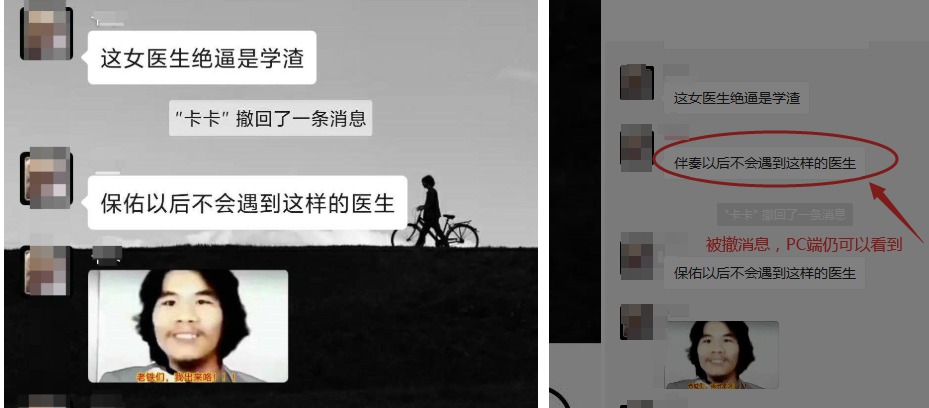 这女医生绝逼是学渣
"卡卡" 撤回了一条消息
保佑以后不会遇到这样的医生
老铁们，我出来咯！！！
这女医生绝逼是学渣
伴奏以后不会遇到这样的医生
"卡卡" 撤回了一条消息
被撤消息，PC端仍可以看到
保佑以后不会遇到这样的医生